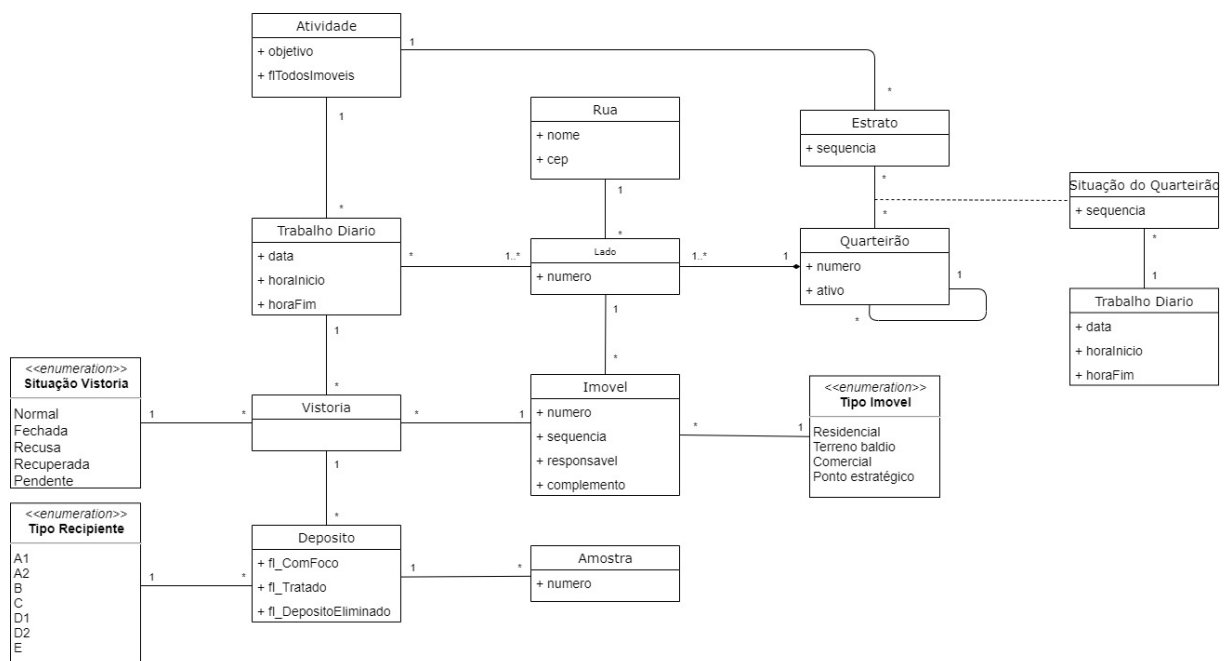 Atividade
+ objetivo
+ flTodosImoveis
1
*
1
*
Rua
+ nome
+ cep
1
*
Estrato
+ sequencia
*
*
Situação do Quarteirão
+ sequencia
*
1
Trabalho Diario
+ data
+ horaInicio
+ horaFim
*
1..*
1
*
Lado
+ numero
1..*
1
1
*
Quarteirão
+ numero
+ ativo
1
*
Trabalho Diario
+ data
+ horaInicio
+ horaFim
<<enumeration>>
Situação Vistoria
Normal
Fechada
Recusa
Recuperada
Pendente
1
*
Vistoria
*
1
1
*
Imovel
+ numero
+ sequencia
+ responsavel
+ complemento
*
1
<<enumeration>>
Tipo Imovel
Residencial
Terreno baldio
Comercial
Ponto estratégico
<<enumeration>>
Tipo Recipiente
A1
A2
B
C
D1
D2
E
1
*
Deposito
+ fl_ComFoco
+ fl_Tratado
+ fl_DepositoEliminado
1
*
Amostra
+ numero